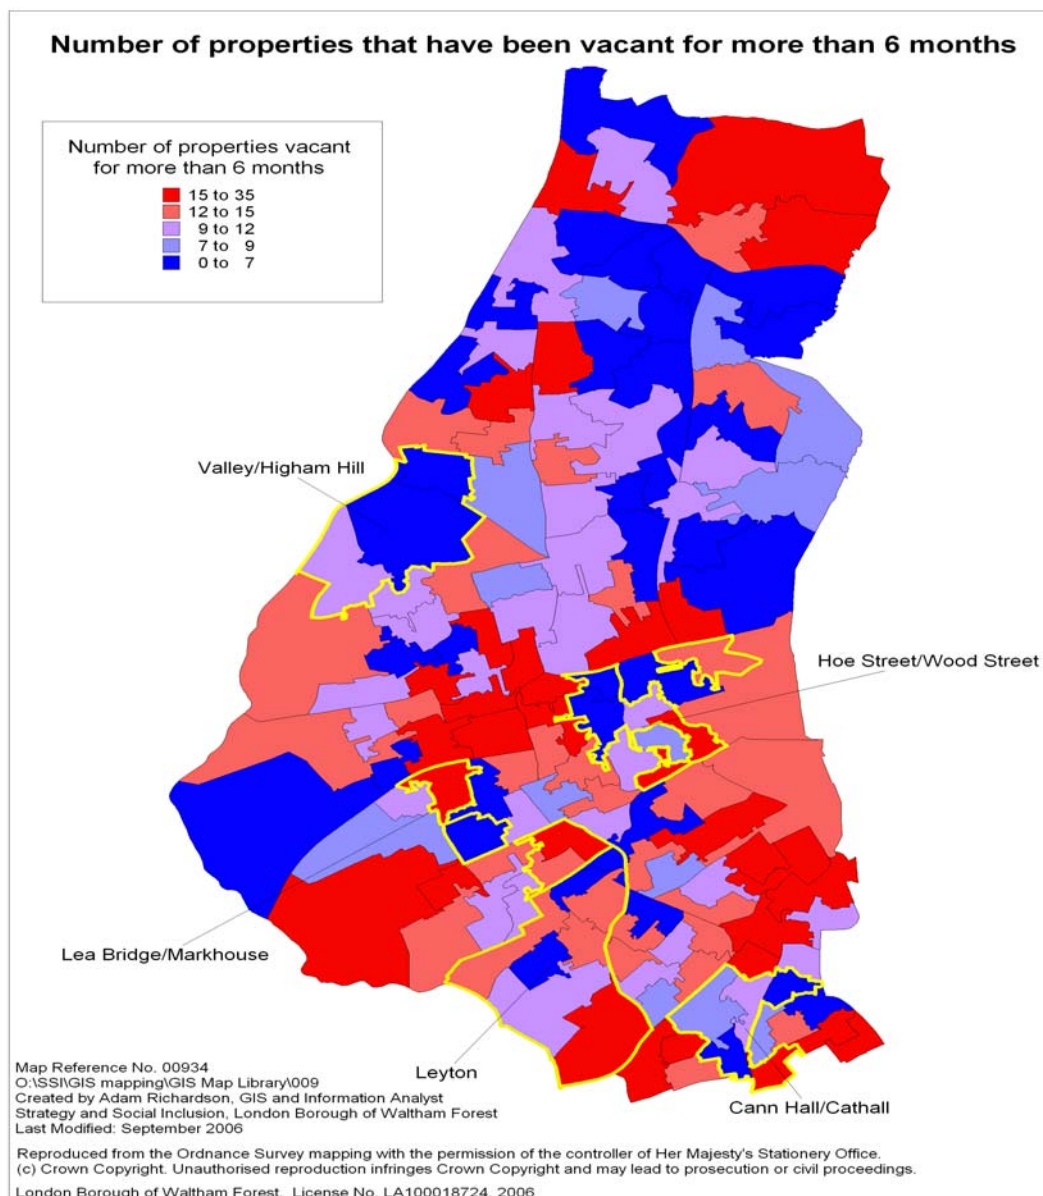 Number of properties that have been vacant for more than 6 months
Number of properties vacant
for more than 6 months
15 to 35
12 to 15
9 to 12
7 to 9
0 to 7
Valley/Higham Hill
Hoe Street/Wood Street
Lea Bridge/Markhouse
Leyton
Cann Hall/Cathall
Map Reference No. 00934
O:\SSI\GIS mapping\GIS Map Library\009
Created by Adam Richardson, GIS and Information Analyst
Strategy and Social Inclusion, London Borough of Waltham Forest
Last Modified: September 2006
Reproduced from the Ordnance Survey mapping with the permission of the controller of Her Majesty's Stationery Office.
(c) Crown Copyright. Unauthorised reproduction infringes Crown Copyright and may lead to prosecution or civil proceedings.
London Borough of Waltham Forest. License No. LA100018724. 2006